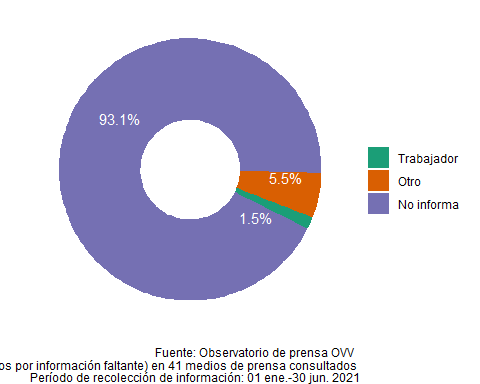 93.1%
5.5%
1.5%
Trabajador
Otro
No informa
Fuente: Observatorio de prensa OVV
os por información faltante) en 41 medios de prensa consultados
Período de recolección de información: 01 ene.-30 jun. 2021